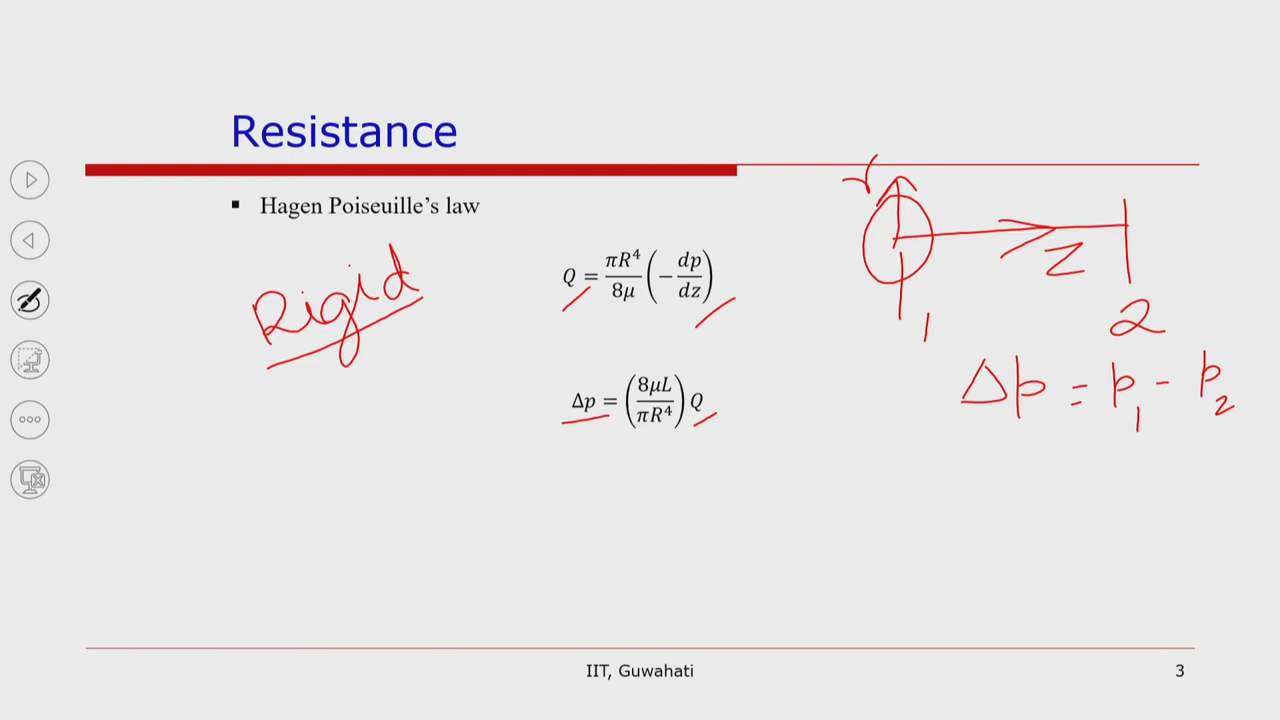 Resistance
▪ Hagen Poiseuille's law
Rigid
Q = πR⁴/8μ (−dp/dz)
Δp = (8μL/πR⁴) Q
r
z
1
2
Δp = p₁ - p₂
IIT, Guwahati
3